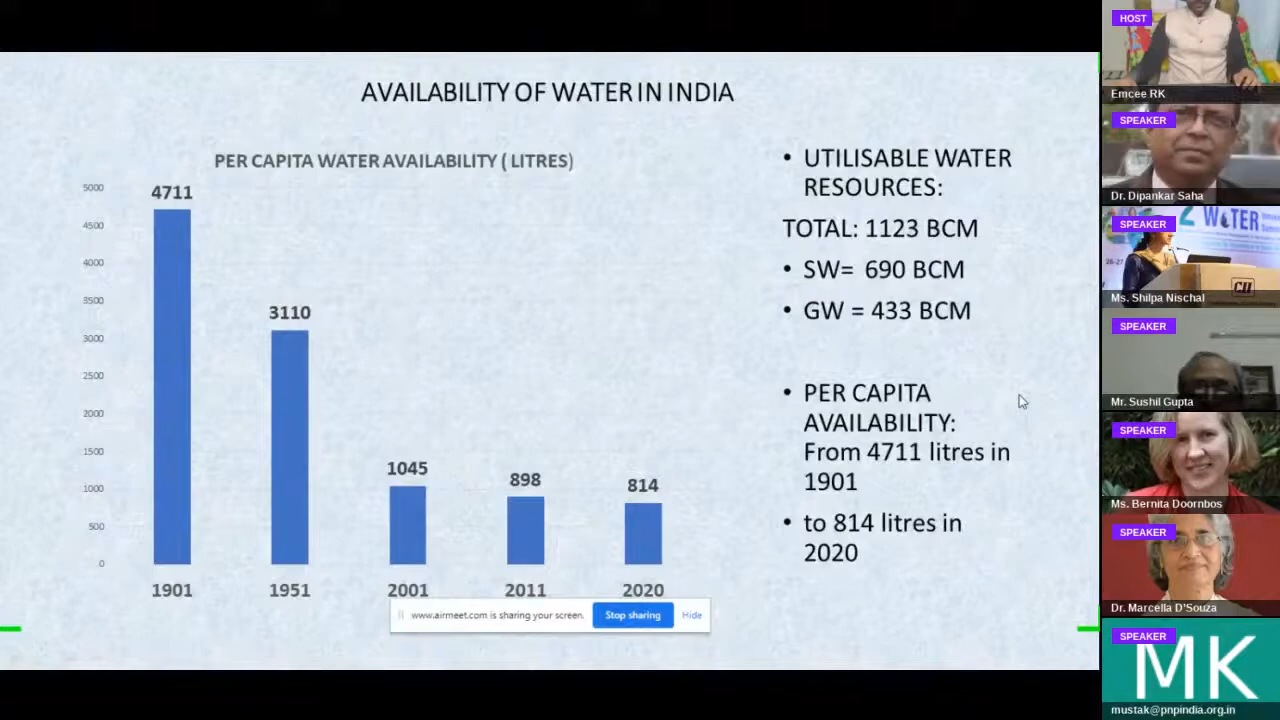 AVAILABILITY OF WATER IN INDIA
PER CAPITA WATER AVAILABILITY ( LITRES)
5000
4500
4000
3500
3000
2500
2000
1500
1000
500
0
4711
3110
1045
898
814
1901
1951
2001
2011
2020
• UTILISABLE WATER
RESOURCES:
TOTAL: 1123 BCM
• SW= 690 BCM
• GW = 433 BCM
• PER CAPITA
AVAILABILITY:
From 4711 litres in
1901
• to 814 litres in
2020
www.airmeet.com is sharing your screen.
Stop sharing
Hide
HOST
Emcee RK
SPEAKER
Dr. Dipankar Saha
SPEAKER
WATER
26-27
CII
Ms. Shilpa Nischal
SPEAKER
Mr. Sushil Gupta
SPEAKER
Ms. Bernita Doornbos
SPEAKER
Dr. Marcella D'Souza
SPEAKER
MK
mustak@pnpindia.org.in